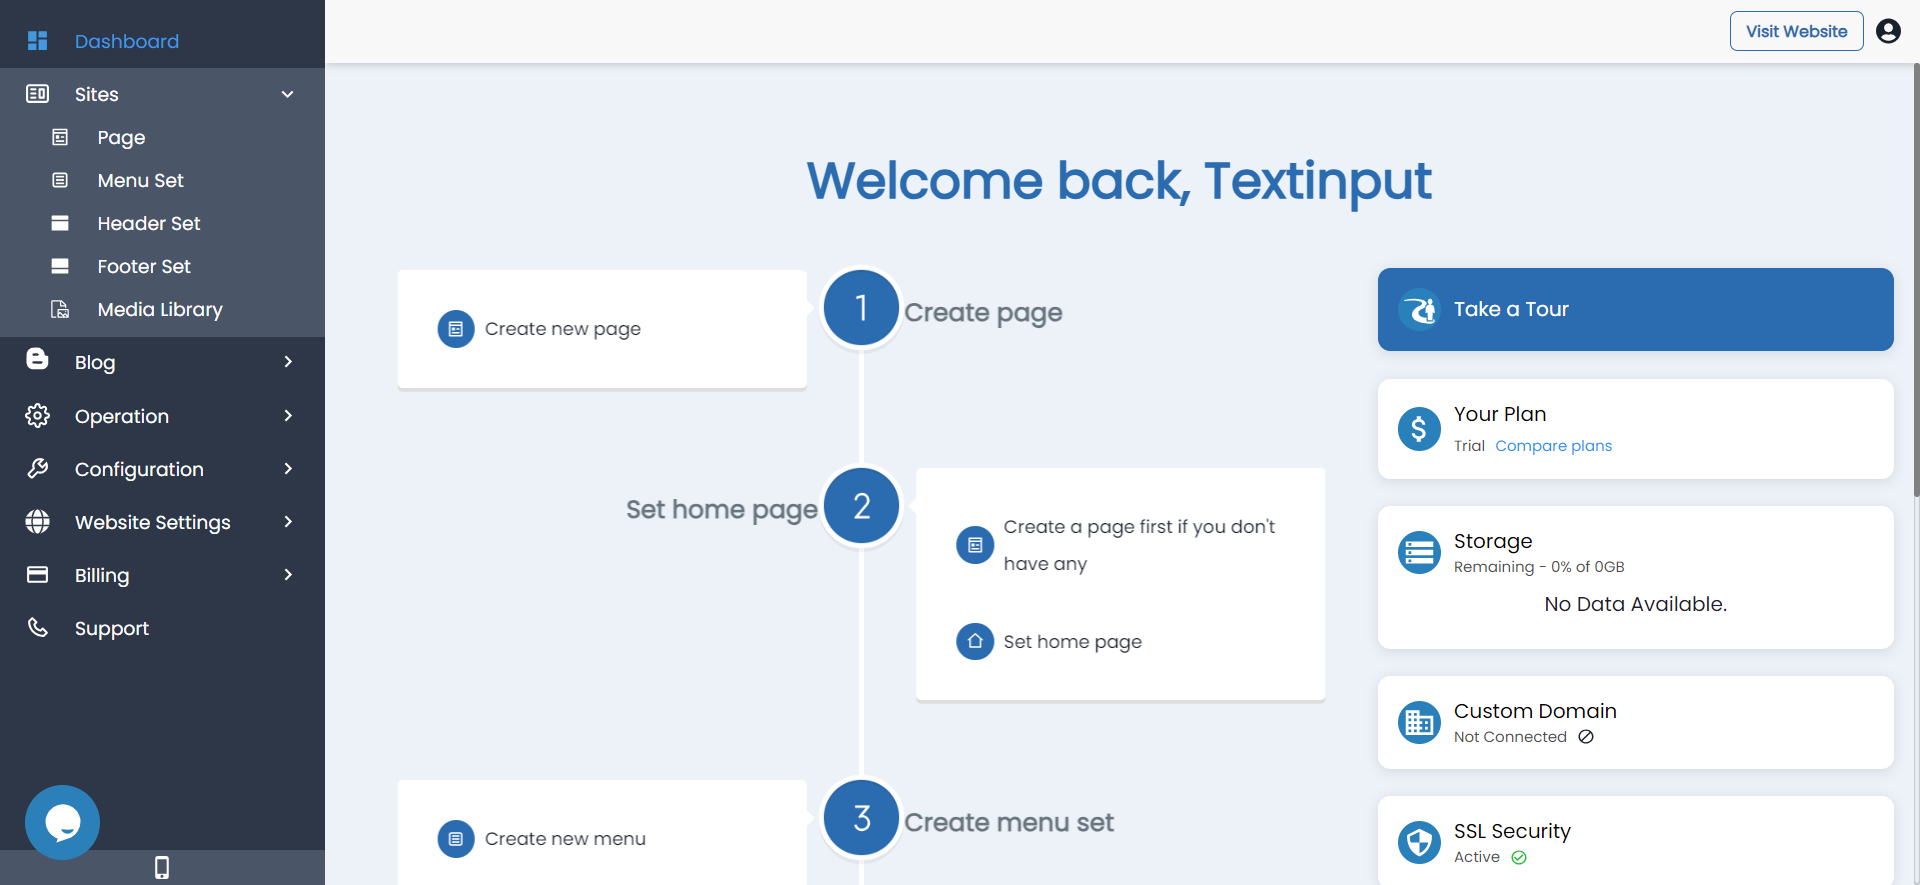 Dashboard
Sites
Page
Menu Set
Header Set
Footer Set
Media Library
Blog
Operation
Configuration
Website Settings
Billing
Support
Visit Website
Welcome back, Textinput
Create new page
1
Create page
Set home page
2
Create a page first if you don't
have any
Set home page
Create new menu
3
Create menu set
Take a Tour
Your Plan
Trial Compare plans
Storage
Remaining - 0% of 0GB
No Data Available.
Custom Domain
Not Connected
SSL Security
Active